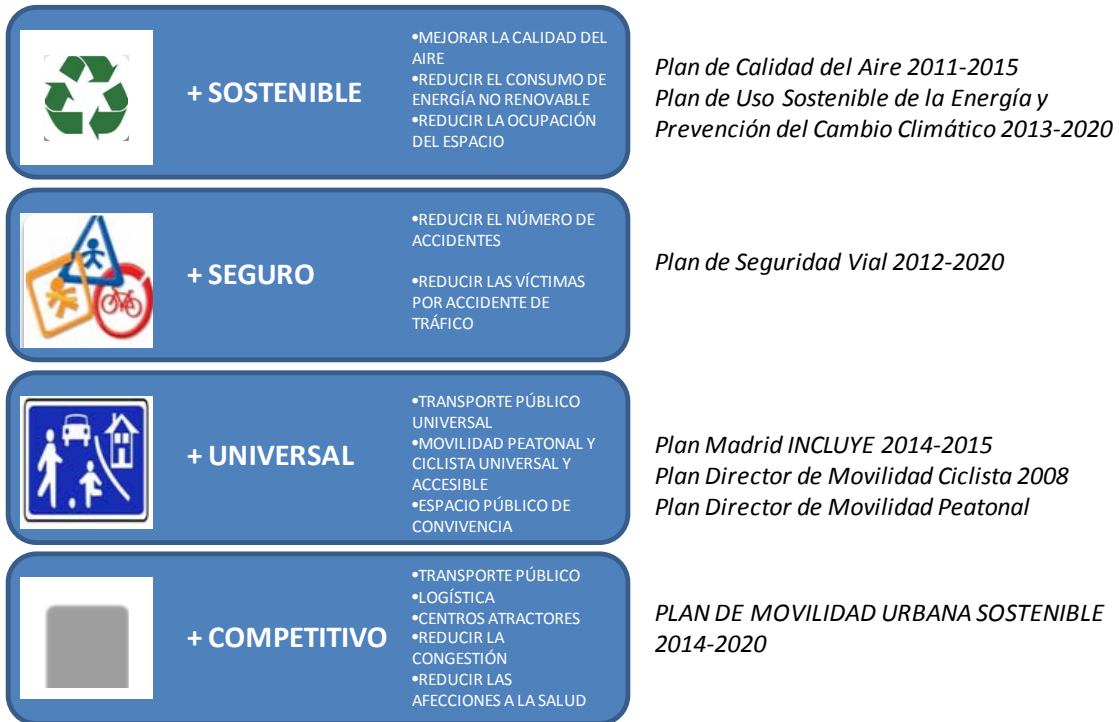 + SOSTENIBLE
•MEJORAR LA CALIDAD DEL
AIRE
•REDUCIR EL CONSUMO DE
ENERGÍA NO RENOVABLE
•REDUCIR LA OCUPACIÓN
DEL ESPACIO
Plan de Calidad del Aire 2011-2015
Plan de Uso Sostenible de la Energía y
Prevención del Cambio Climático 2013-2020
+ SEGURO
•REDUCIR EL NÚMERO DE
ACCIDENTES
•REDUCIR LAS VÍCTIMAS
POR ACCIDENTE DE
TRÁFICO
Plan de Seguridad Vial 2012-2020
+ UNIVERSAL
•TRANSPORTE PÚBLICO
UNIVERSAL
•MOVILIDAD PEATONAL Y
CICLISTA UNIVERSAL Y
ACCESIBLE
•ESPACIO PÚBLICO DE
CONVIVENCIA
Plan Madrid INCLUYE 2014-2015
Plan Director de Movilidad Ciclista 2008
Plan Director de Movilidad Peatonal
+ COMPETITIVO
•TRANSPORTE PÚBLICO
•LOGÍSTICA
•CENTROS ATRACTORES
•REDUCIR LA
CONGESTIÓN
•REDUCIR LAS
AFECCIONES A LA SALUD
PLAN DE MOVILIDAD URBANA SOSTENIBLE
2014-2020